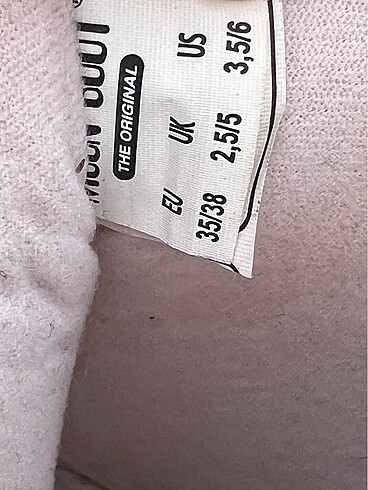 MOON BOOT®
THE ORIGINAL
EU UK US
35/38 2,5/5 3,5/6